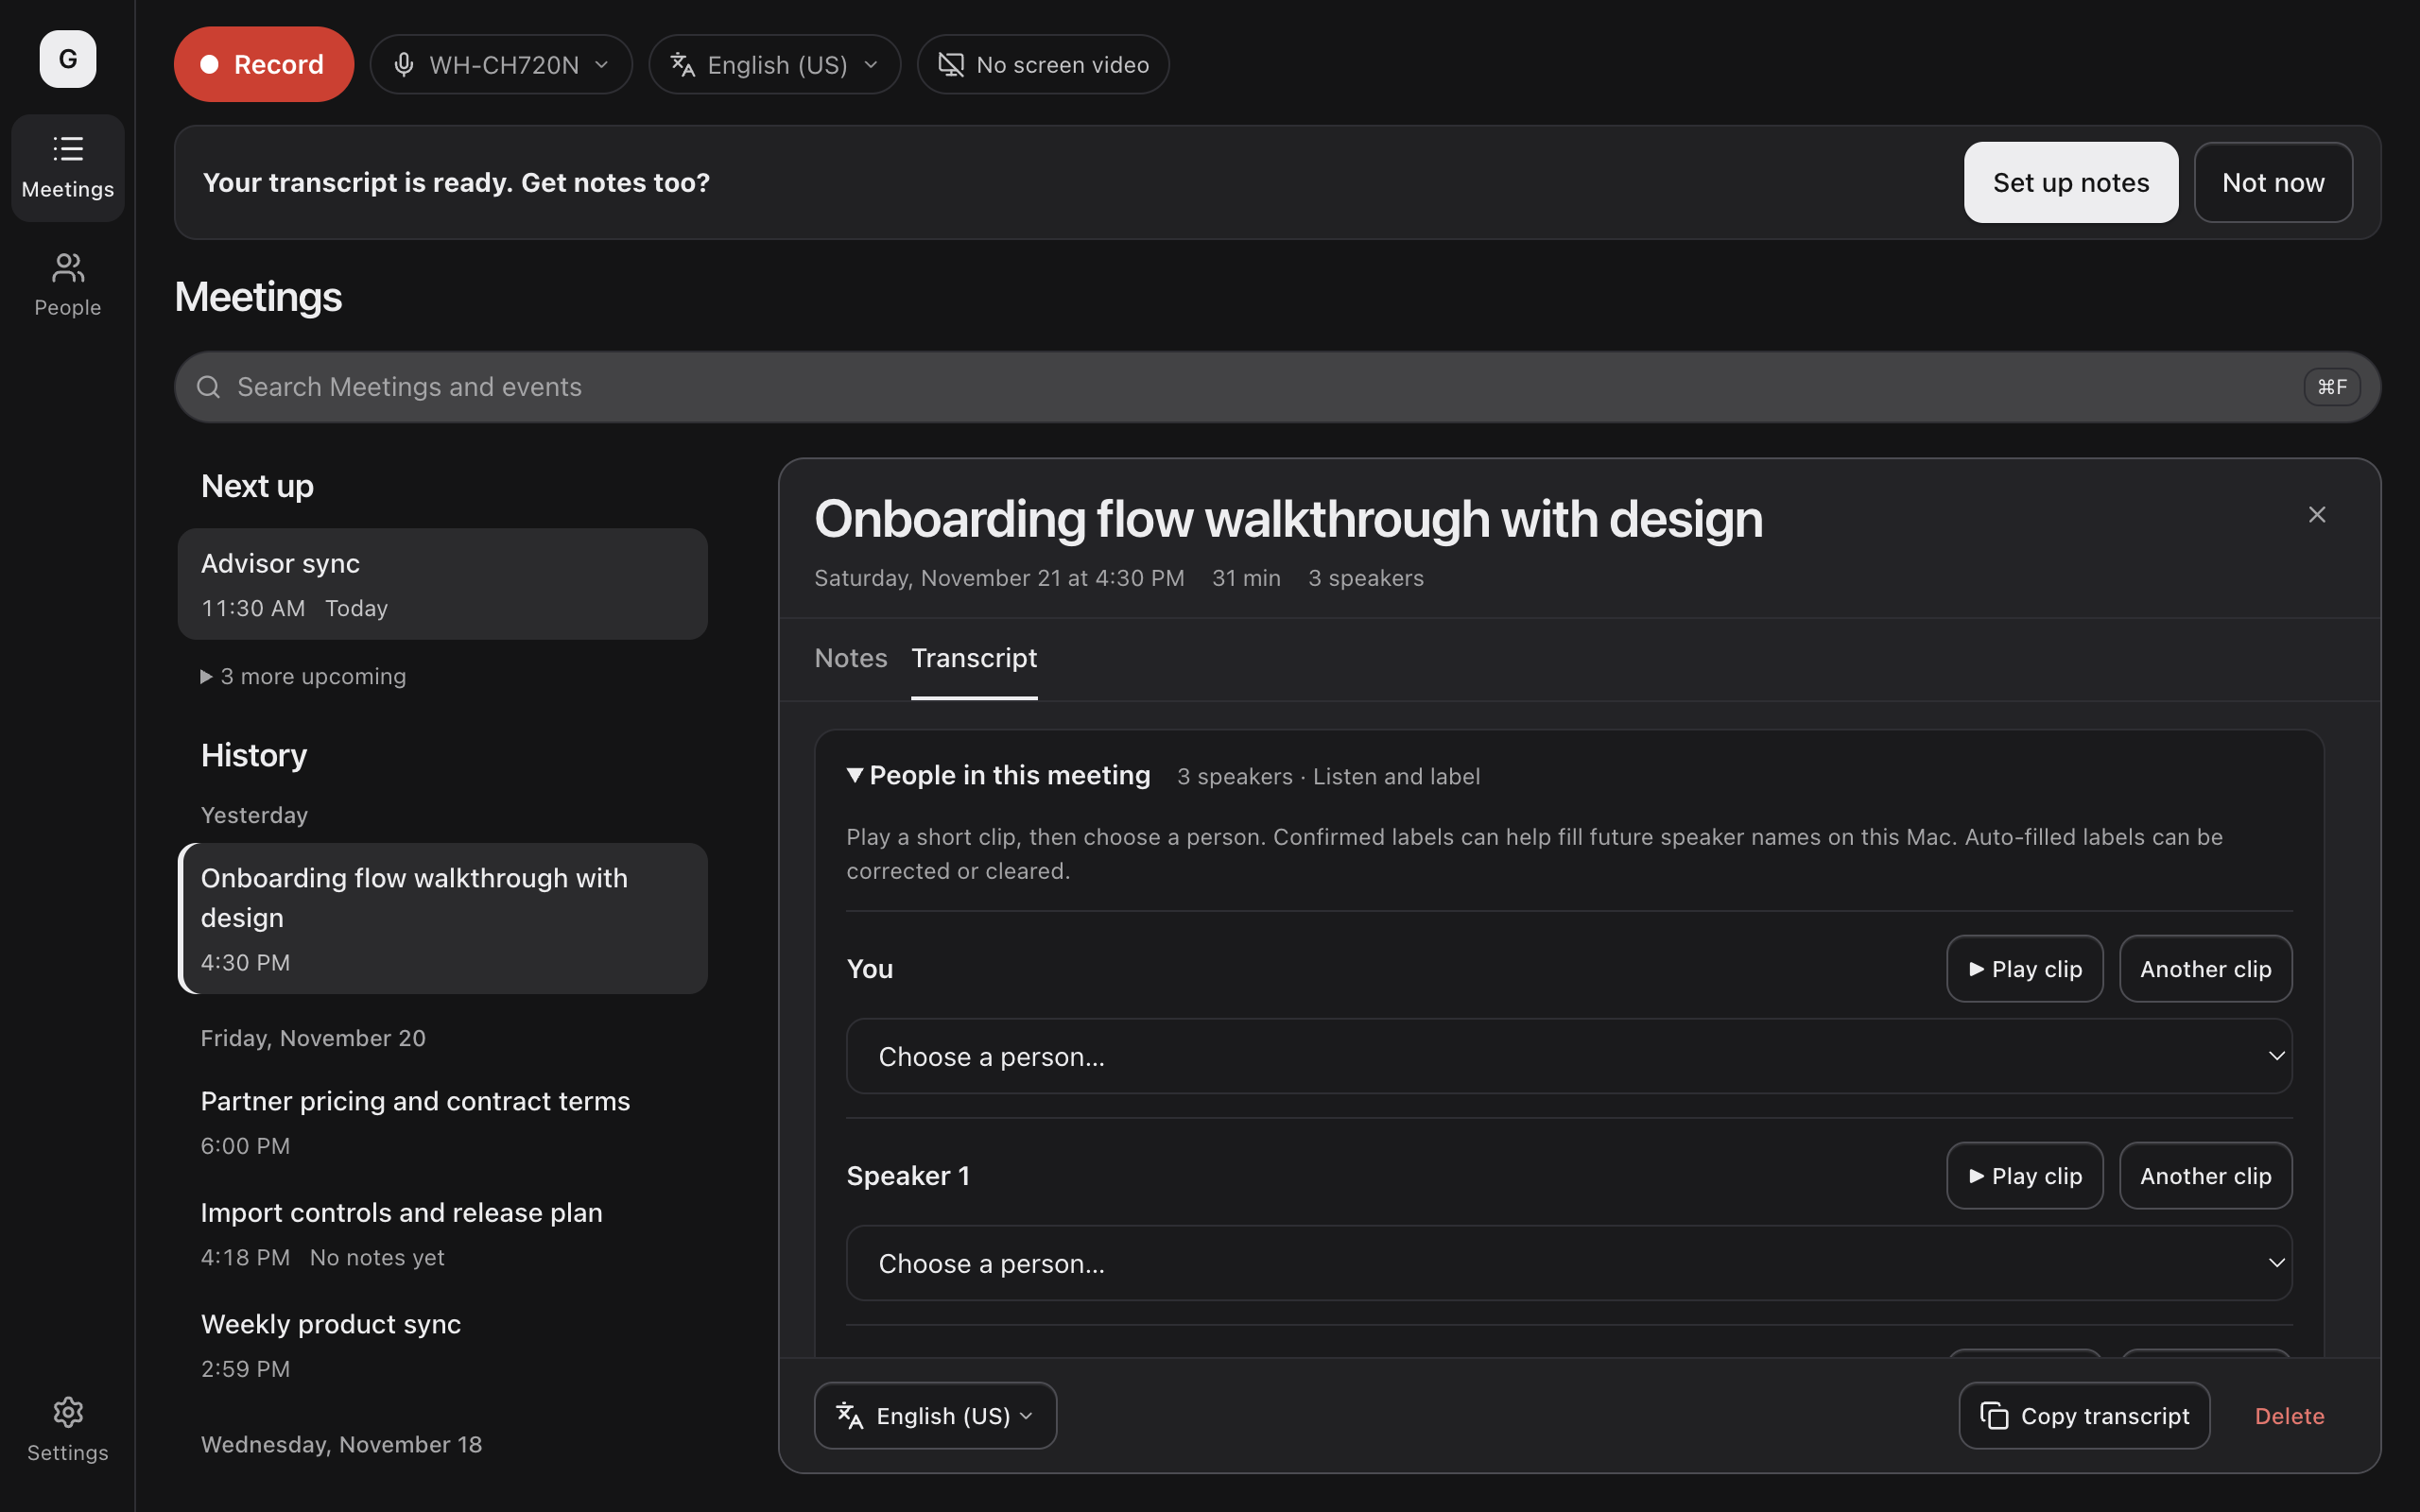 G
Meetings
People
Settings
Record
WH-CH720N
English (US)
No screen video
Your transcript is ready. Get notes too?
Set up notes
Not now
Meetings
Search Meetings and events
⌘F
Next up
Advisor sync
11:30 AM Today
3 more upcoming
History
Yesterday
Onboarding flow walkthrough with
design
4:30 PM
Friday, November 20
Partner pricing and contract terms
6:00 PM
Import controls and release plan
4:18 PM No notes yet
Weekly product sync
2:59 PM
Wednesday, November 18
Onboarding flow walkthrough with design
Saturday, November 21 at 4:30 PM 31 min 3 speakers
Notes Transcript
People in this meeting 3 speakers · Listen and label
Play a short clip, then choose a person. Confirmed labels can help fill future speaker names on this Mac. Auto-filled labels can be
corrected or cleared.
You
Play clip
Another clip
Choose a person...
Speaker 1
Play clip
Another clip
Choose a person...
English (US)
Copy transcript
Delete